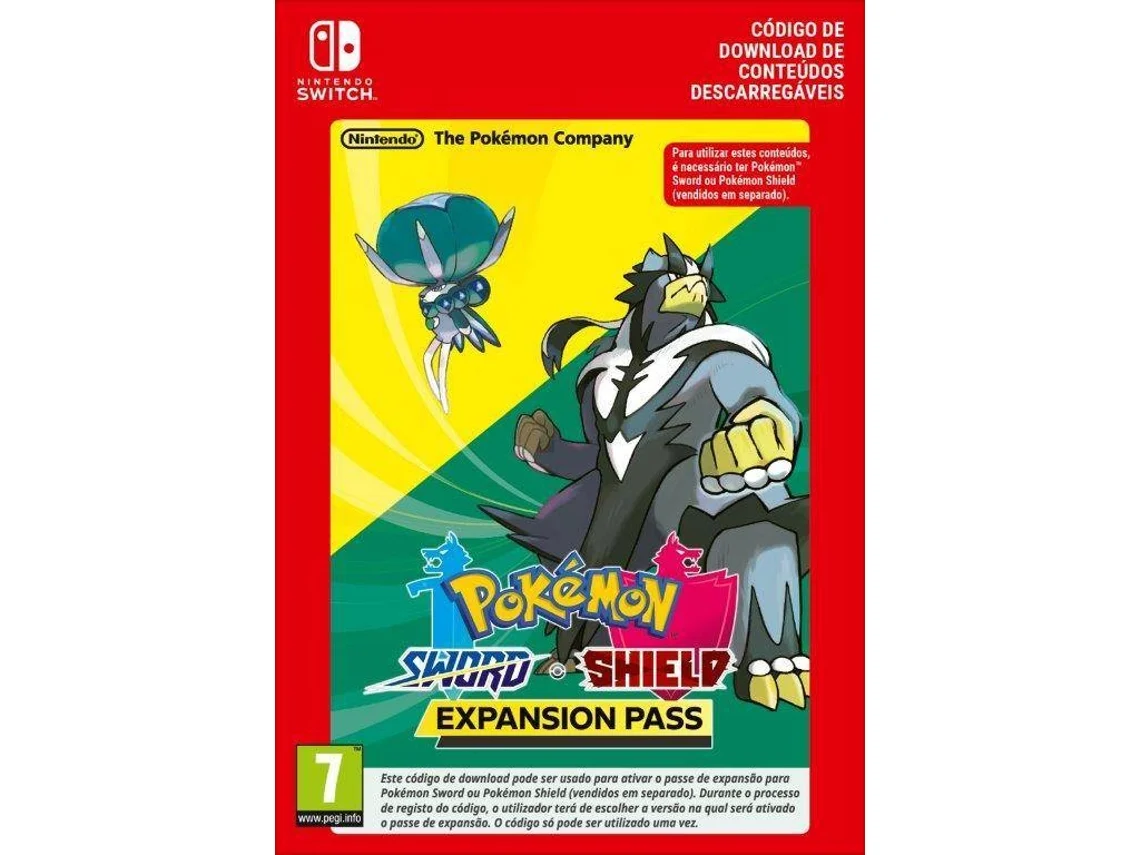 NINTENDO
SWITCH™
CÓDIGO DE
DOWNLOAD DE
CONTEÚDOS
DESCARREGÁVEIS
Nintendo® The Pokémon Company
Para utilizar estes conteúdos,
é necessário ter Pokémon™
Sword ou Pokémon Shield
(vendidos em separado).
POKéMON™
SWORD SHIELD
EXPANSION PASS
7™
www.pegi.info
Este código de download pode ser usado para ativar o passe de expansão para
Pokémon Sword ou Pokémon Shield (vendidos em separado). Durante o processo
de registo do código, o utilizador terá de escolher a versão na qual será ativado
o passe de expansão. O código só pode ser utilizado uma vez.